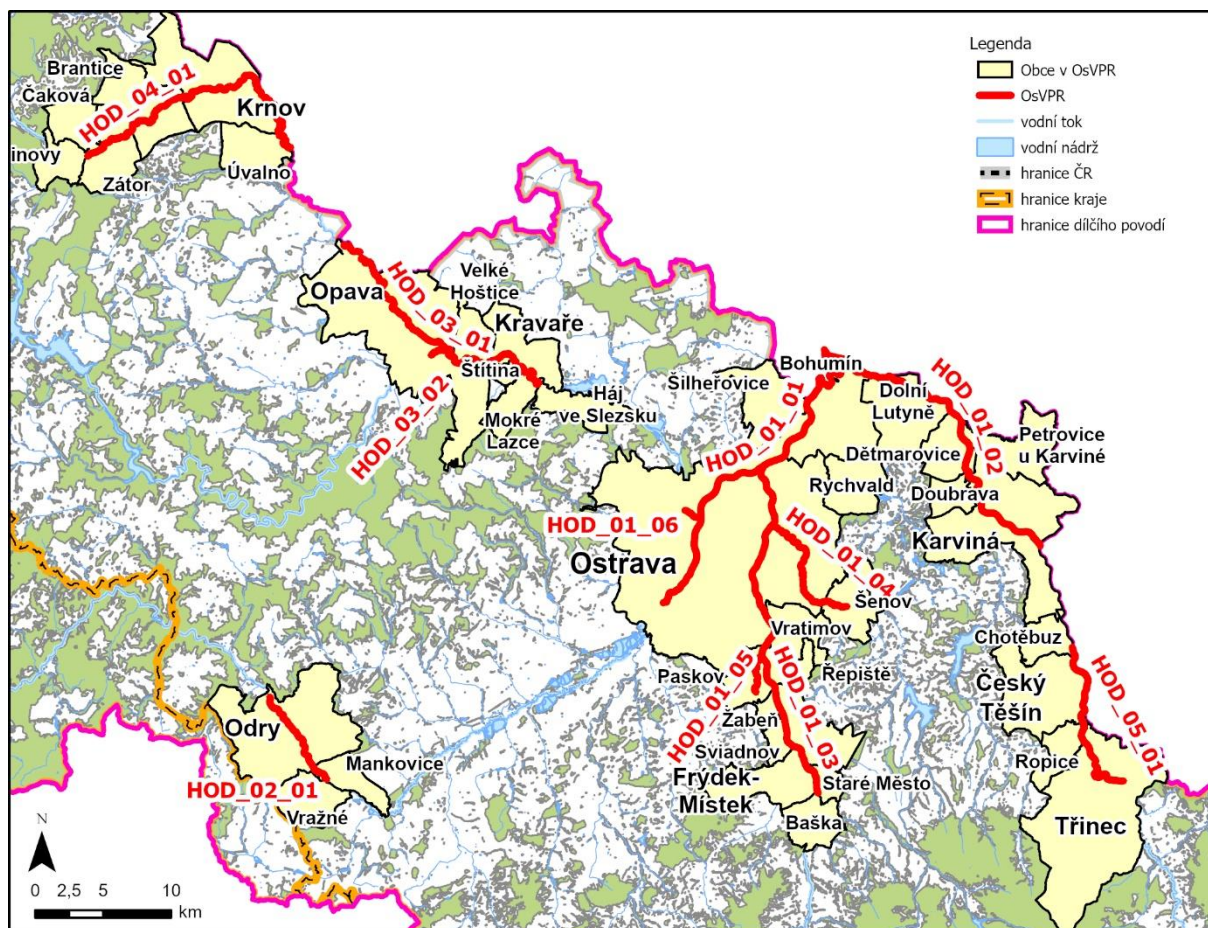 Legenda
Obce v OsVPR
OsVPR
vodní tok
vodní nádrž
hranice ČR
hranice kraje
hranice dílčího povodí
Brantice
Čaková
HOD_04_01
Krnov
inovy
Zátor
Úvalno
Velké
Hoštice
Opava
HOD_03_01
Kravaře
Štítina
HOD_03_02
Mokré
Lazce
Háj
ve Slezsku
Šilheřovice
Bohumín
HOD_01_01
Dolní
Lutyně
HOD_01_02
Dětmarovice
Petrovice
u Karviné
Rychvald
Doubrava
Karviná
HOD_01_06
Ostrava
HOD_01_04
Šenov
Vratimov
Chotěbuz
Paskov
Řepiště
HOD_01_05
HOD_01_03
Český
Těšín
HOD_05_01
Žabeň
Sviadnov
Ropice
Frýdek-
Místek
Staré Město
Baška
Třinec
Odry
Mankovice
HOD_02_01
Vražné
N
0 2,5 5 10
km